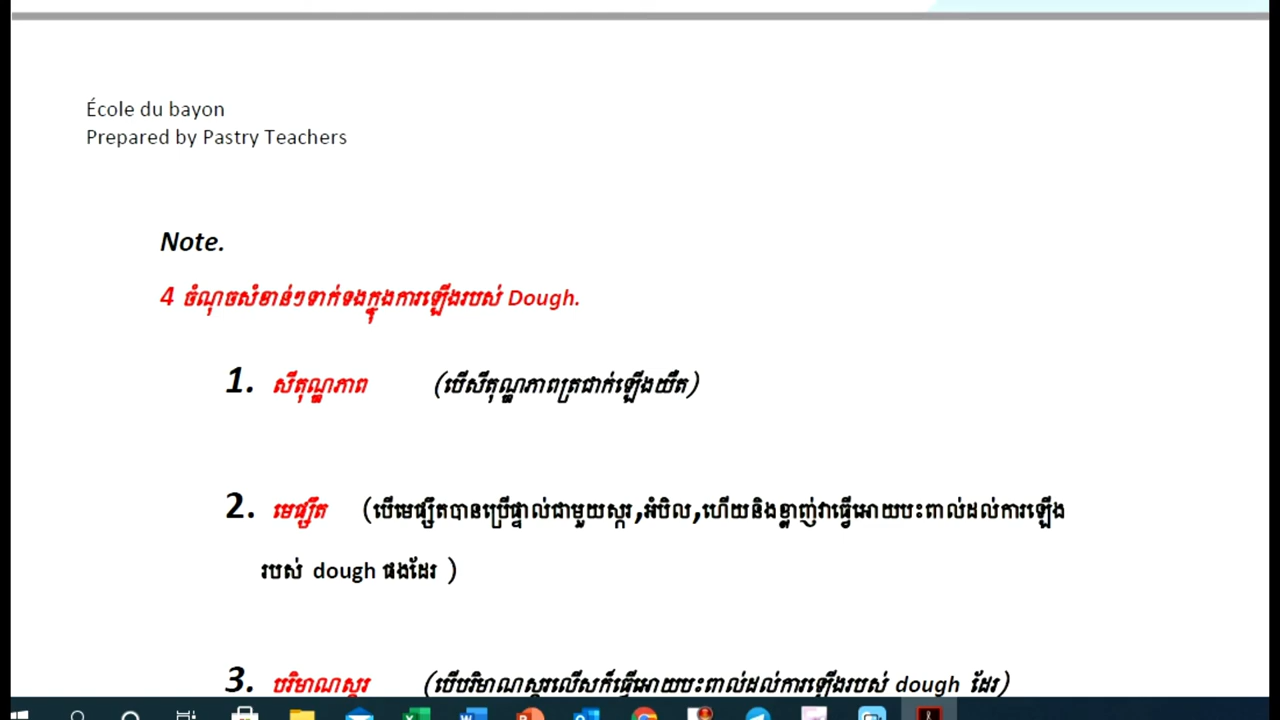 École du bayon
Prepared by Pastry Teachers
Note.
4 ចំណុចសំខាន់ៗទាក់ទងក្នុងការឡើងរបស់ Dough.
1. សីតុណ្ហភាព (បើសីតុណ្ហភាពត្រជាក់ឡើងយឺត)
2. មេផ្សឹត (បើមេផ្សឹតបានប្រើផ្ទាល់ជាមួយស្ករ,អំបិល,ហើយនិងខ្លាញ់វាធ្វើអោយប៉ះពាល់ដល់ការឡើង
របស់ dough ផងដែរ )
3. បរិមាណស្ករ (បើបរិមាណស្ករលើសក៏ធ្វើអោយប៉ះពាល់ដល់ការឡើងរបស់ dough ដែរ)